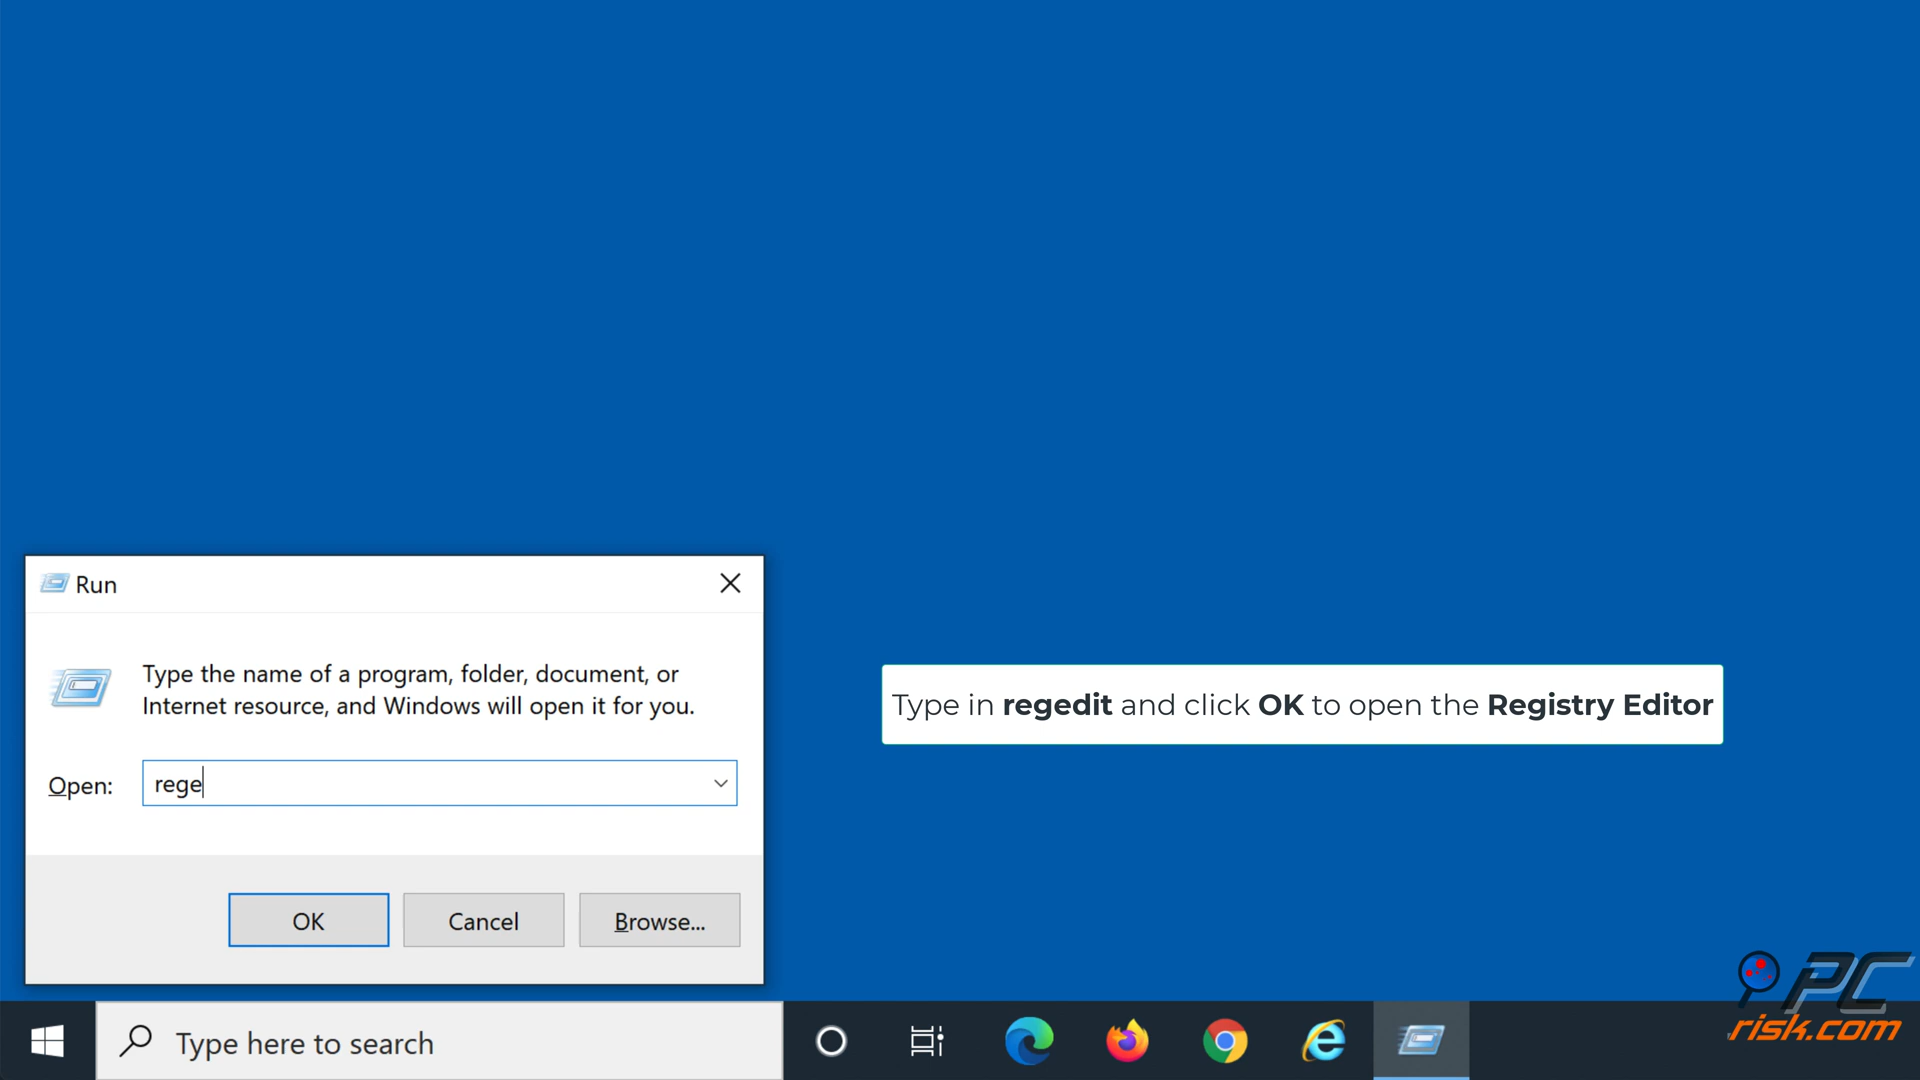 Run
Type the name of a program, folder, document, or
Internet resource, and Windows will open it for you.
Open:
rege
OK
Cancel
Browse...
Type in regedit and click OK to open the Registry Editor
Type here to search
PC
risk.com